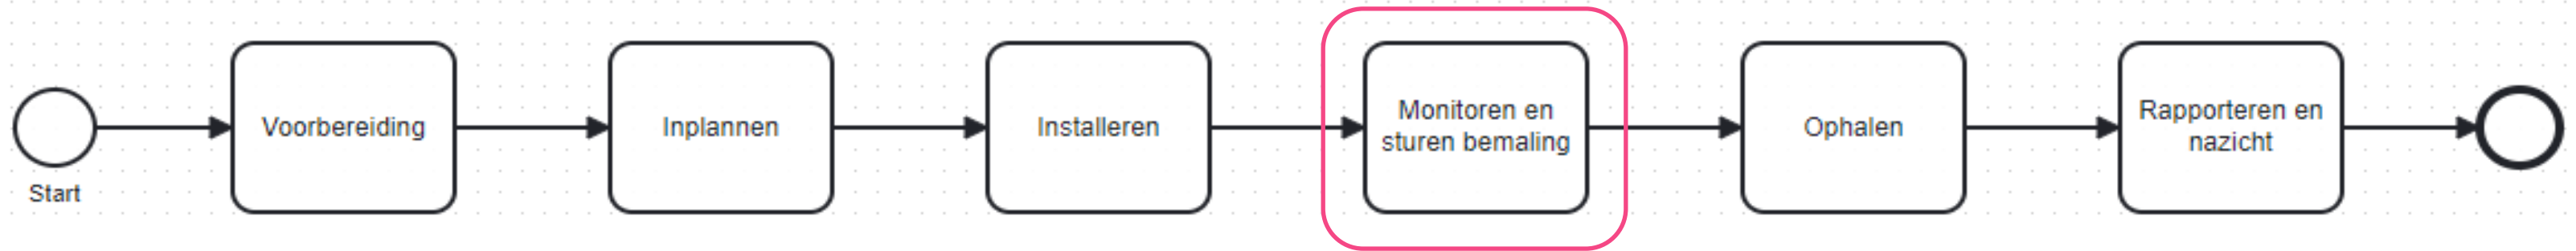 Start
Voorbereiding
Inplannen
Installeren
Monitoren en
sturen bemaling
Ophalen
Rapporteren en
nazicht